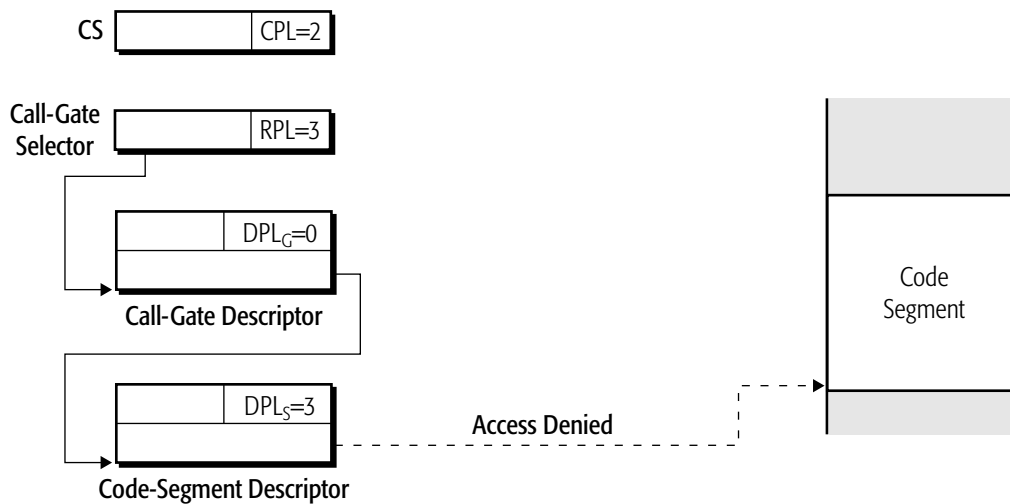 CS
CPL=2
Call-Gate
Selector
RPL=3
DPLG=0
Call-Gate Descriptor
Code
Segment
DPLS=3
Access Denied
Code-Segment Descriptor